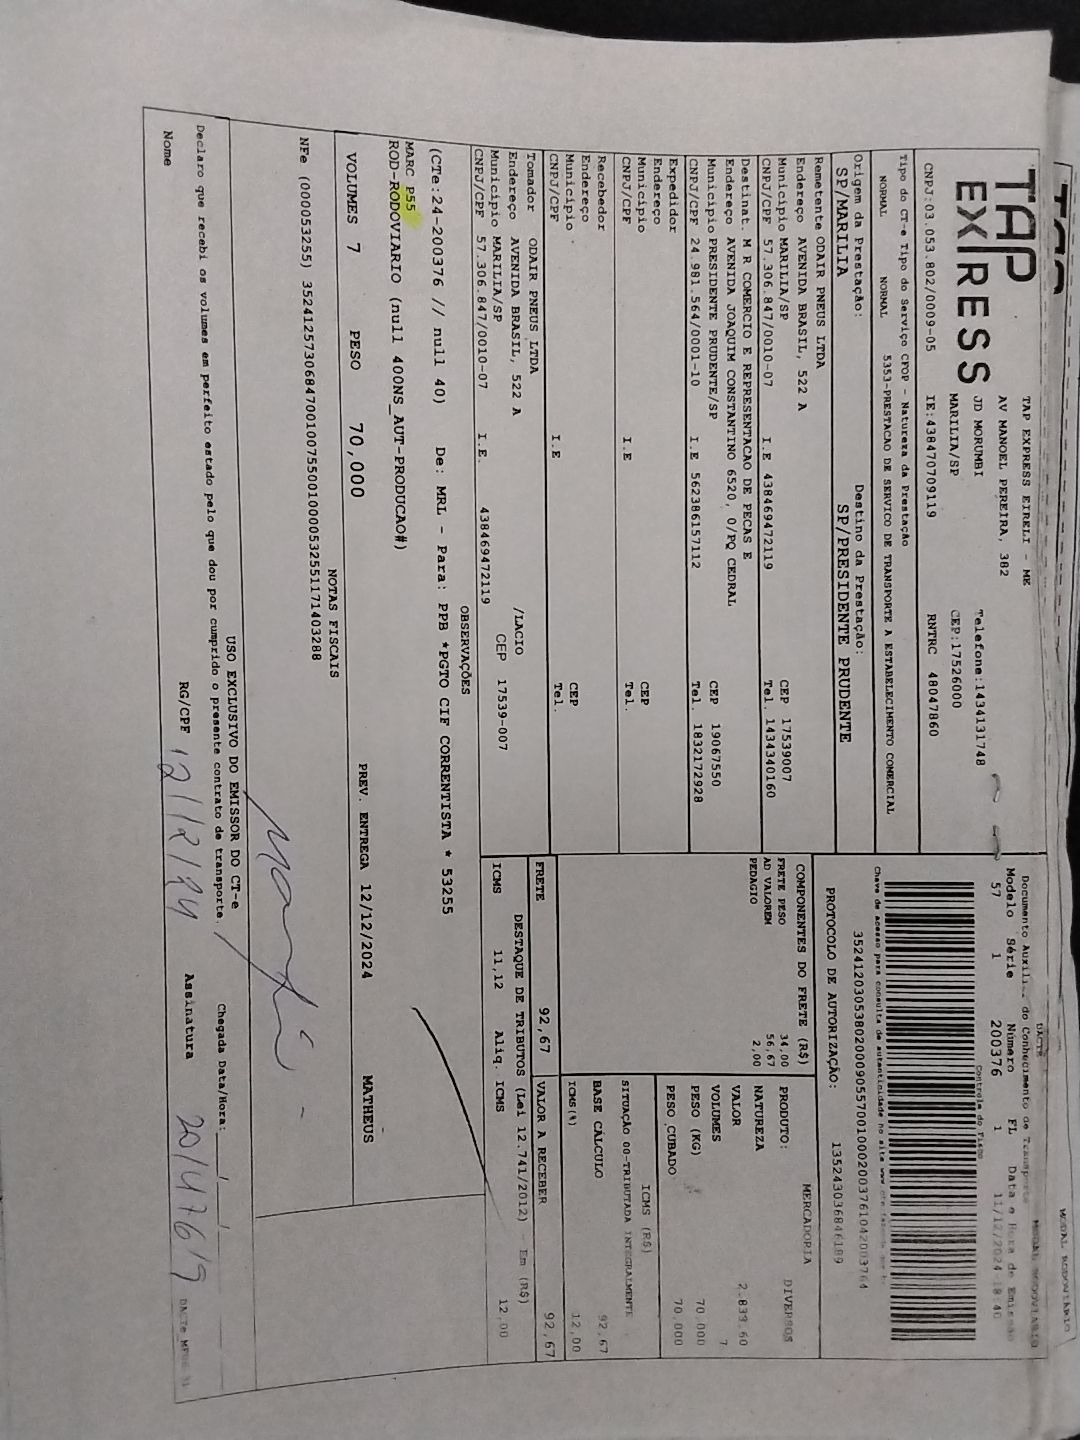 TAP
EXPRESS
TAP EXPRESS EIRELI - ME
AV MANOEL PEREIRA, 382
JD MORUMBI Telefone:1434131748
MARILIA/SP CEP:17526000
CNPJ:03.053.802/0009-05 IE:438470709119 RNTRC 48047860
Tipo do CT-e Tipo do Serviço CFOP - Natureza da Prestação
NORMAL NORMAL 5353-PRESTACAO DE SERVICO DE TRANSPORTE A ESTABELECIMENTO COMERCIAL
Origem da Prestação: Destino da Prestação:
SP/MARILIA SP/PRESIDENTE PRUDENTE
Remetente ODAIR PNEUS LTDA
Endereço AVENIDA BRASIL, 522 A
Municipio MARILIA/SP CEP 17539007
CNPJ/CPF 57.306.847/0010-07 I.E 438469472119 Tel. 1434340160
Destinat. M R COMERCIO E REPRESENTACAO DE PECAS E
Endereço AVENIDA JOAQUIM CONSTANTINO 6520, 0/PQ CEDRAL
Municipio PRESIDENTE PRUDENTE/SP CEP 19067550
CNPJ/CPF 24.981.564/0001-10 I.E 562386157112 Tel. 1832172928
Expedidor
Endereço
Municipio CEP
CNPJ/CPF I.E Tel.
Recebedor
Endereço
Municipio CEP
CNPJ/CPF I.E Tel.
Tomador ODAIR PNEUS LTDA
Endereço AVENIDA BRASIL, 522 A /LACIO
Municipio MARILIA/SP CEP 17539-007
CNPJ/CPF 57.306.847/0010-07 I.E. 438469472119
DACTE
Documento Auxiliar do Conhecimento de Transporte MODAL RODOVIARIO
Modelo Série Número FL Data e Hora de Emissão
57 1 200376 1 11/12/2024-18:40
Controle do Fisco
Chave de acesso para consulta de autenticidade no site
PROTOCOLO DE AUTORIZAÇÃO: 135243036846189
COMPONENTES DO FRETE (R$)
FRETE PESO 34,00
AD VALOREM 56,67
PEDAGIO 2,00
FRETE 92,67
MERCADORIA
PRODUTO: DIVERSOS
NATUREZA
VALOR 2.839.60
VOLUMES 7
PESO (KG) 70.000
PESO CUBADO 70.000
ICMS (R$)
SITUAÇÃO 00-TRIBUTADA INTEGRALMENTE
BASE CÁLCULO 92,67
ICMS(%) 12,00
VALOR A RECEBER 92,67
DESTAQUE DE TRIBUTOS (Lei 12.741/2012) - Em (R$)
ICMS 11,12 Aliq. ICMS 12,00
OBSERVAÇÕES
(CTe:24-200376 // null 40) De: MRL - Para: PPB *PGTO CIF CORRENTISTA * 53255
MARC P55
ROD-RODOVIARIO (null 400NS_AUT-PRODUCAO#)
VOLUMES 7 PESO 70,000 PREV. ENTREGA 12/12/2024 MATHEUS
NOTAS FISCAIS
NFe (000053255)
USO EXCLUSIVO DO EMISSOR DO CT-e
Declaro que recebi os volumes em perfeito estado pelo que dou por cumprido o presente contrato de transporte. Chegada Data/Hora: / /
Nome RG/CPF 12/12/24 Assinatura